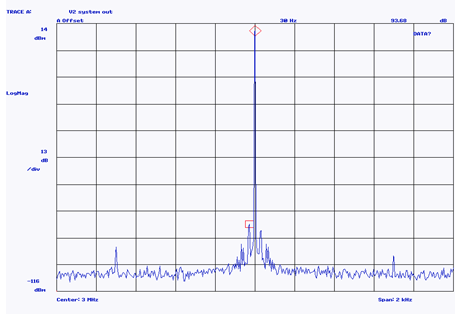 TRACE A: V2 system out
A Offset 30 Hz 93.68 dB
14
dBm
DATA?
LogMag
13
dB
/div
-116
dBm
Center: 3 MHz Span: 2 kHz